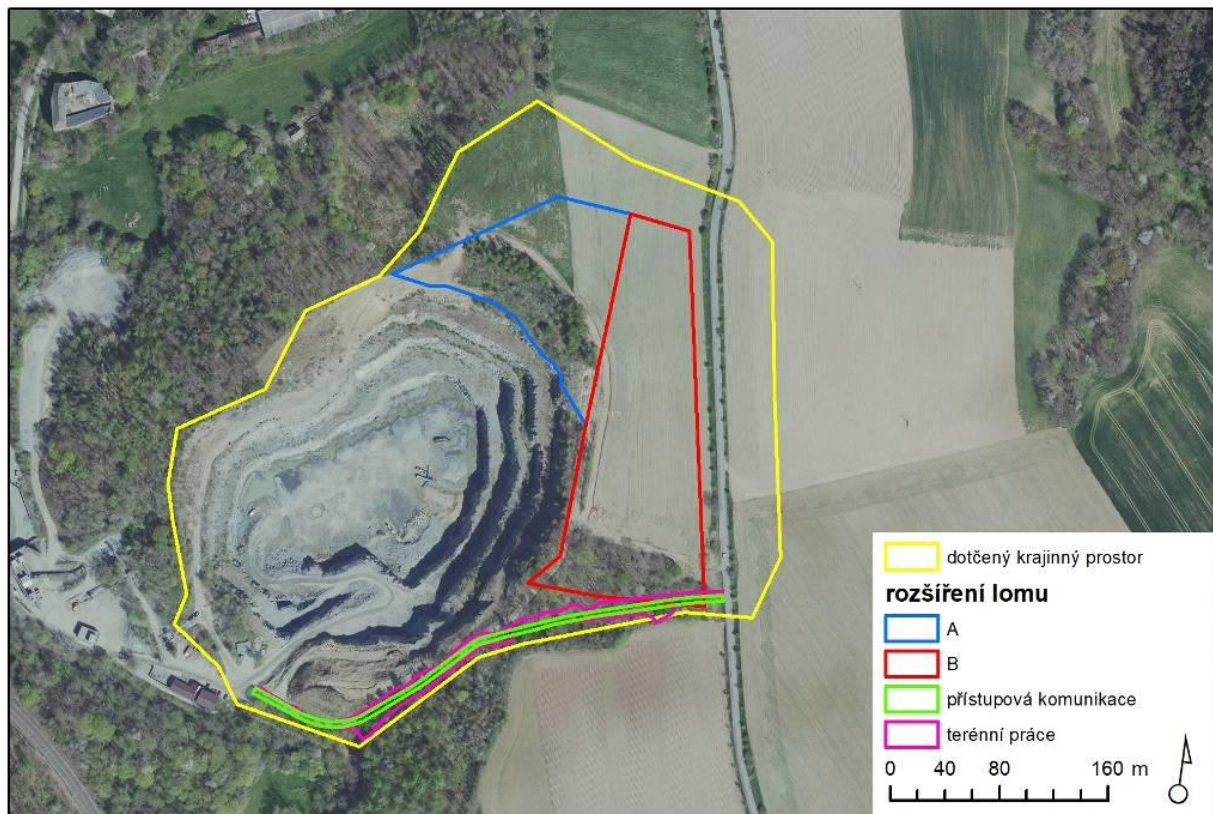 dotčený krajinný prostor
rozšíření lomu
A
B
přístupová komunikace
terénní práce
0 40 80 160 m